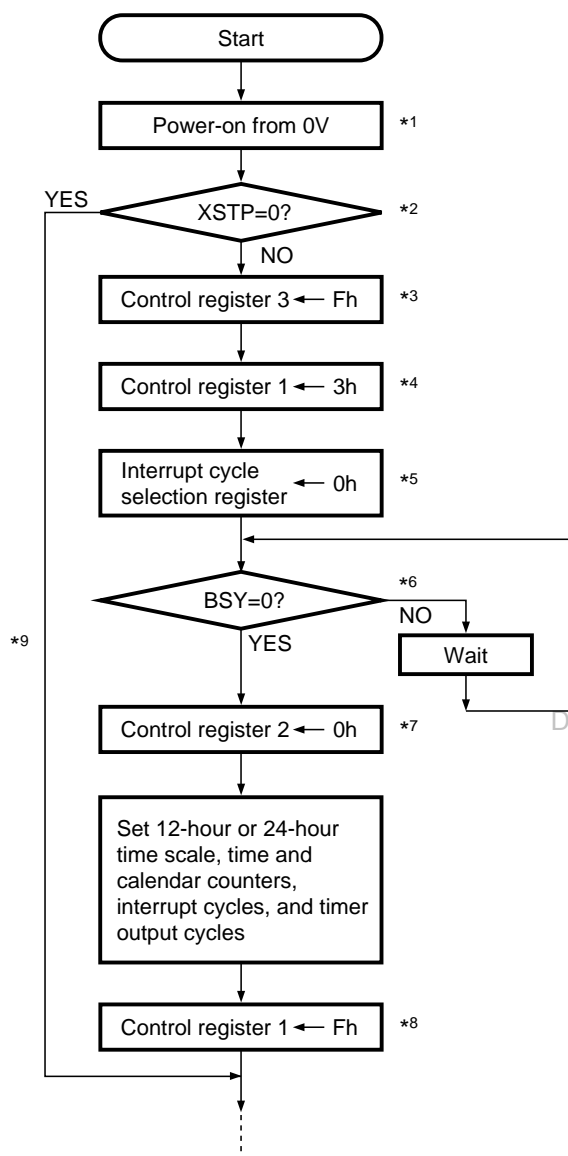 Start
Power-on from 0V
*1
YES
XSTP=0?
*2
NO
Control register 3 ← Fh
*3
Control register 1 ← 3h
*4
Interrupt cycle
selection register ← 0h
*5
BSY=0?
*6
NO
YES
*9
Wait
Control register 2 ← 0h
*7
D
Set 12-hour or 24-hour
time scale, time and
calendar counters,
interrupt cycles, and timer
output cycles
Control register 1 ← Fh
*8